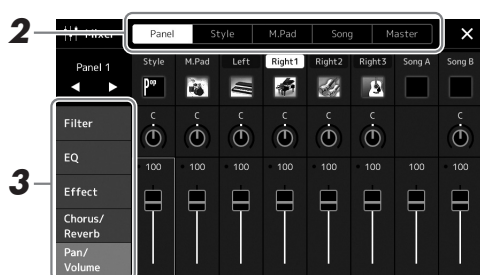 2
Mixer
Panel Style M.Pad Song Master
Panel 1
Style M.Pad Left Right1 Right2 Right3 Song A Song B
Pop
C C C C C C C
Filter
EQ
Effect
Chorus/
Reverb
Pan/
Volume
100 100 100 100 100 100 100 100
3